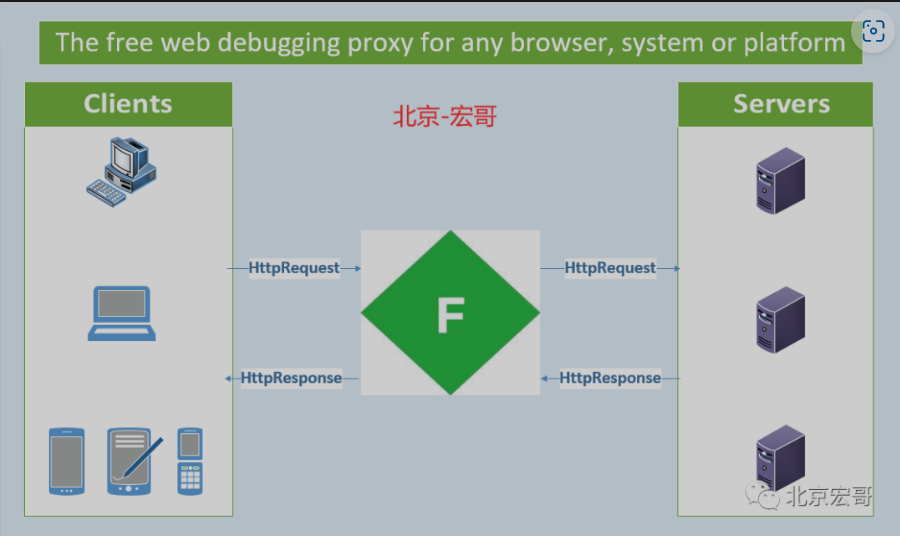 The free web debugging proxy for any browser, system or platform
Clients
北京-宏哥
Servers
HttpRequest
HttpRequest
F
HttpResponse
HttpResponse
北京宏哥